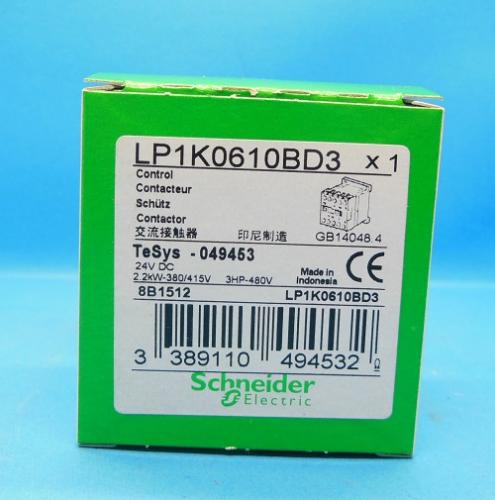 LP1K0610BD3 x 1
Control
Contacteur
Schütz
Contactor
交流接触器 印尼制造 GB14048.4
TeSys - 049453
24V DC
2.2kW-380/415V 3HP-480V
Made in
Indonesia
CE
8B1512 LP1K0610BD3
3 389110 494532
Schneider
Electric